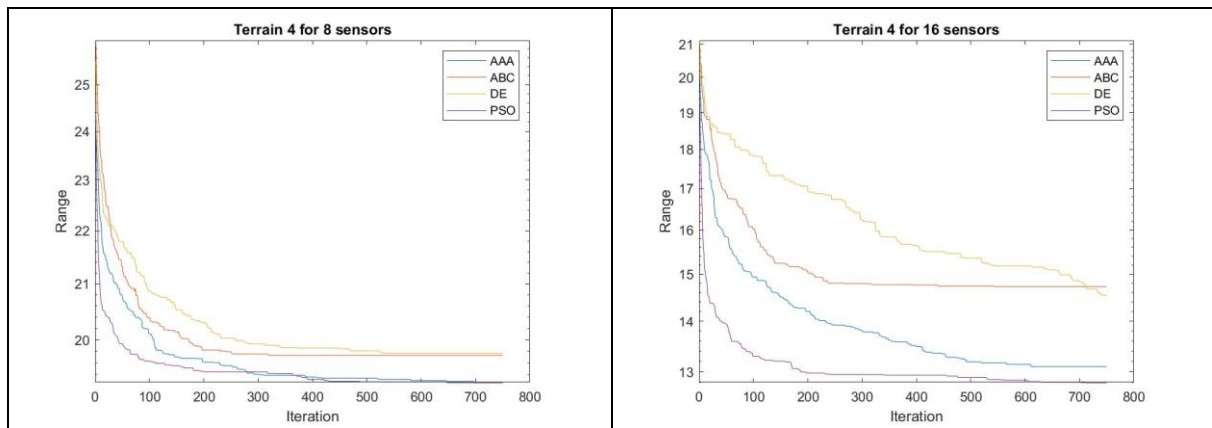 Terrain 4 for 8 sensors
25
24
23
22
21
20
Range
0 100 200 300 400 500 600 700 800
Iteration
AAA
ABC
DE
PSO
Terrain 4 for 16 sensors
21
20
19
18
17
16
15
14
13
Range
0 100 200 300 400 500 600 700 800
Iteration
AAA
ABC
DE
PSO